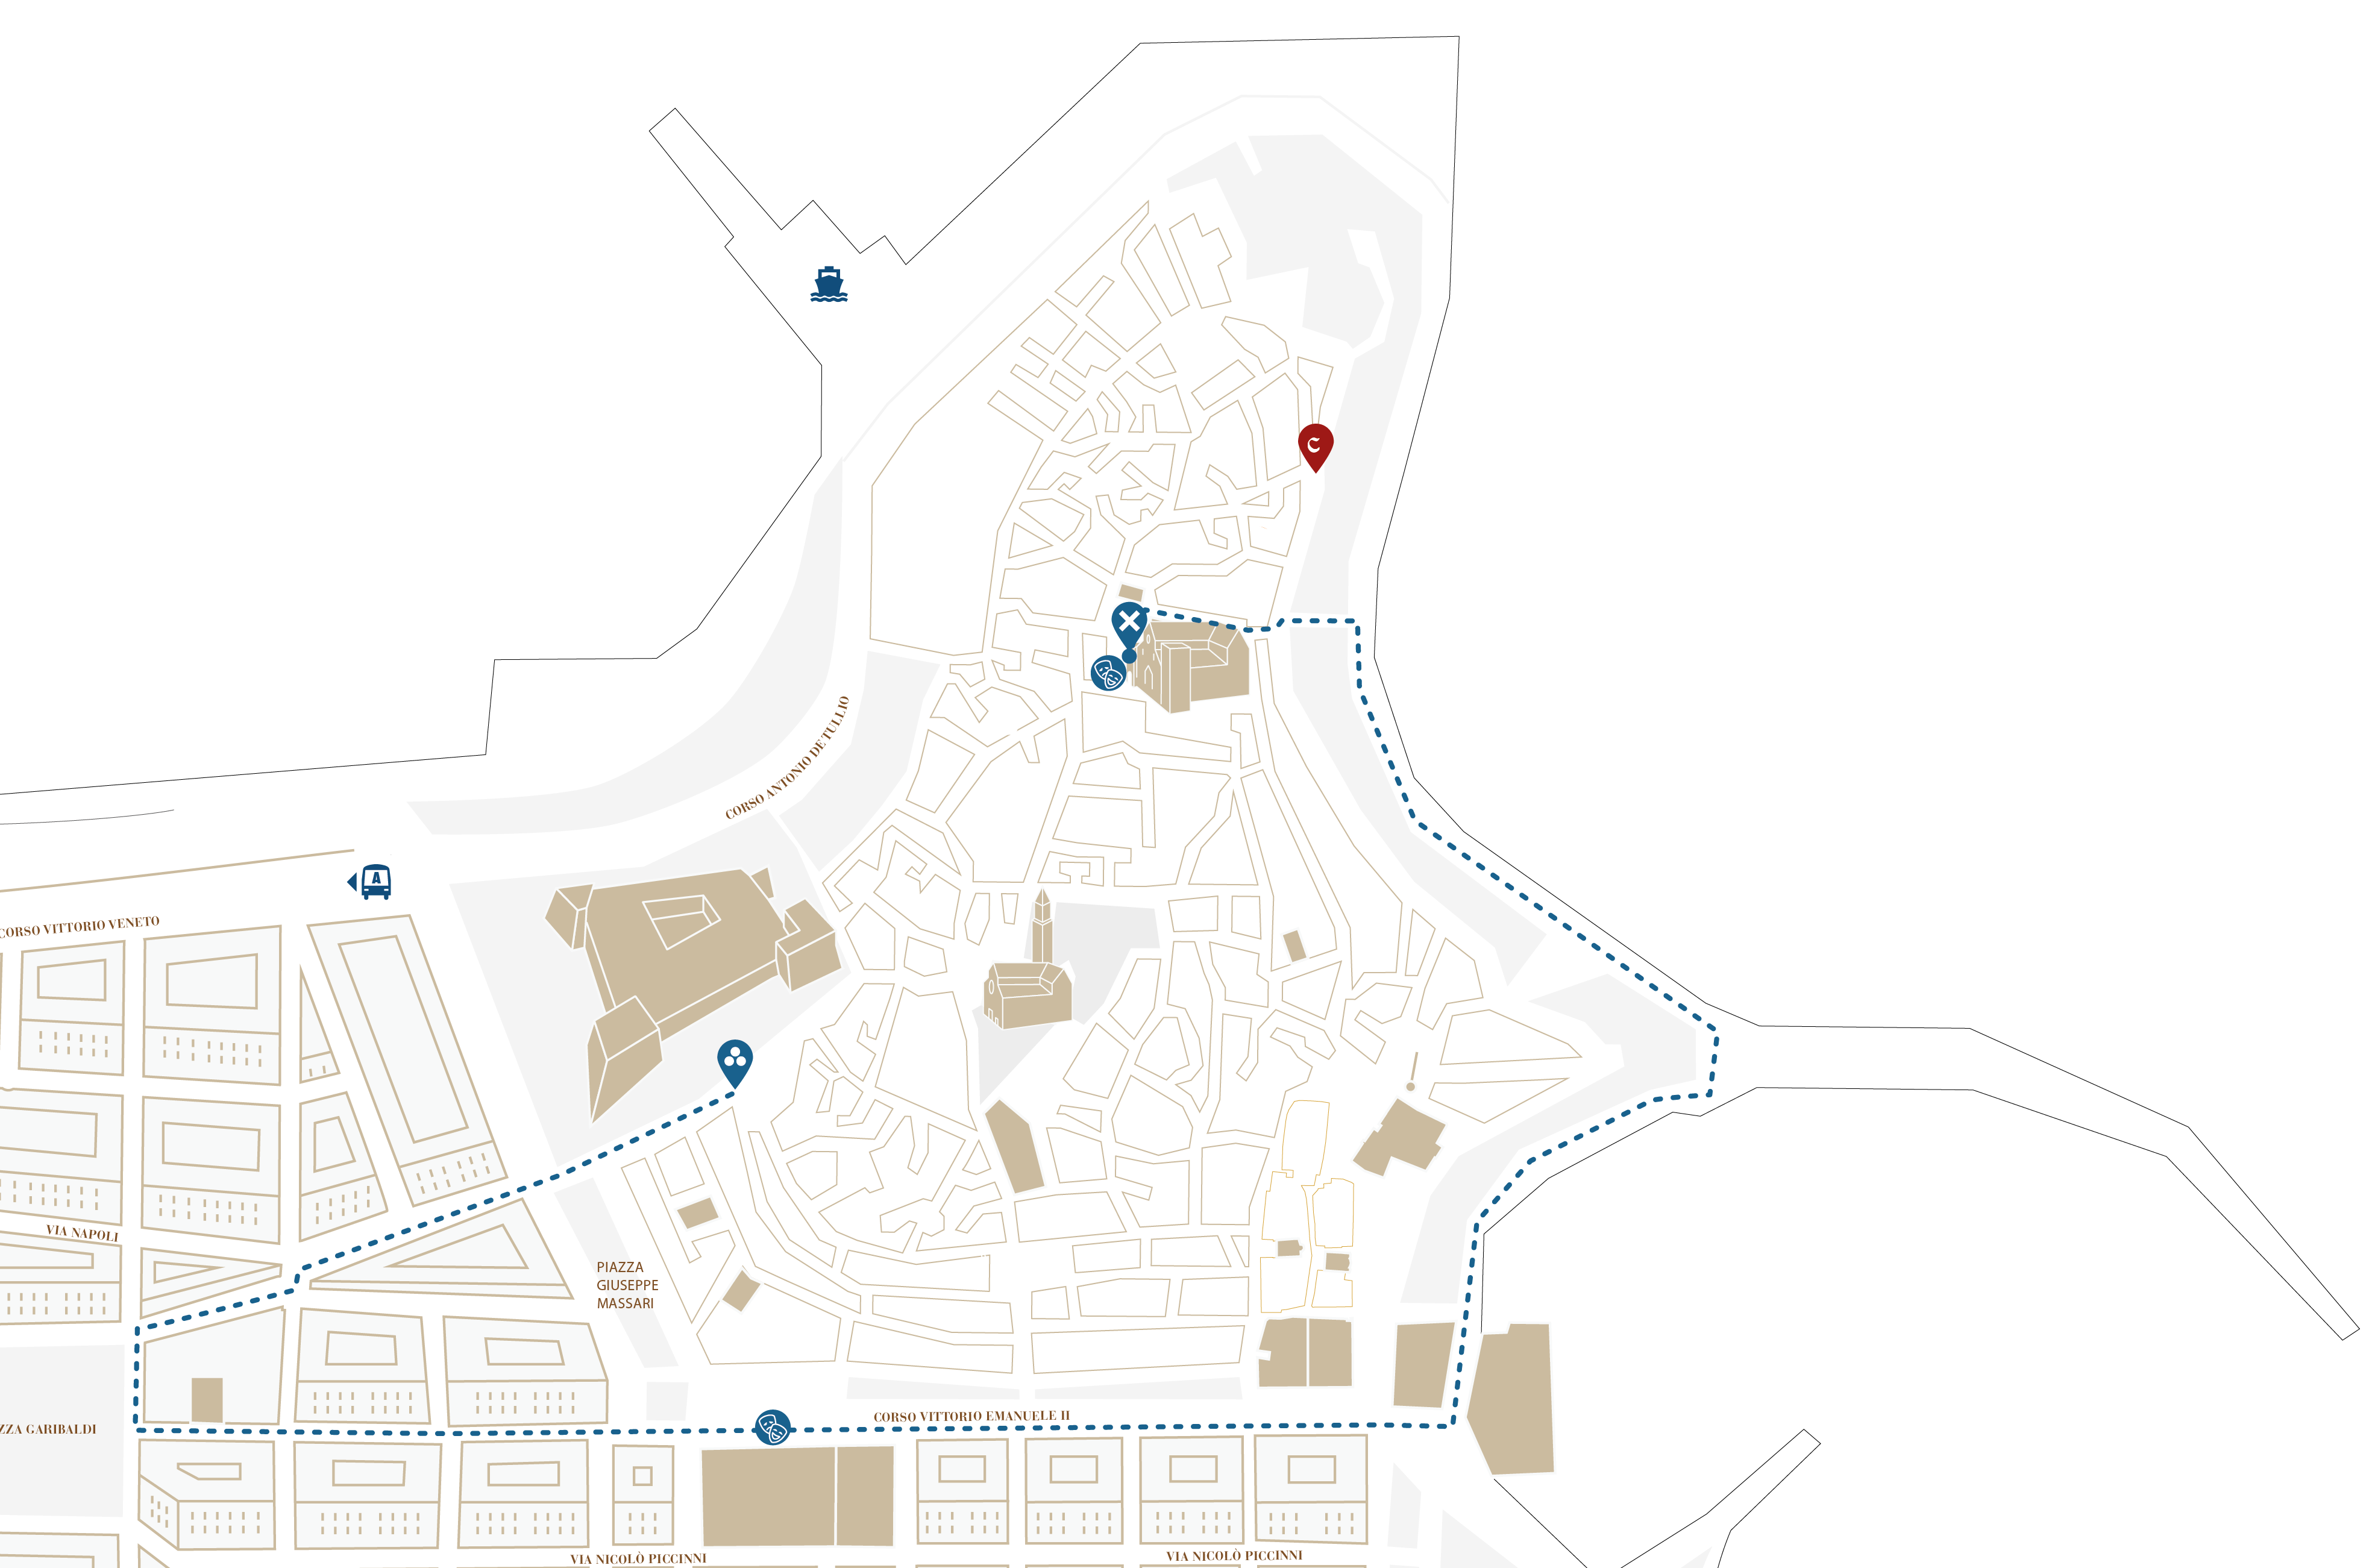 CORSO ANTONIO DE TULLIO
A
CORSO VITTORIO VENETO
VIA NAPOLI
PIAZZA
GIUSEPPE
MASSARI
CORSO VITTORIO EMANUELE II
ZZA GARIBALDI
VIA NICOLÒ PICCINNI
VIA NICOLÒ PICCINNI